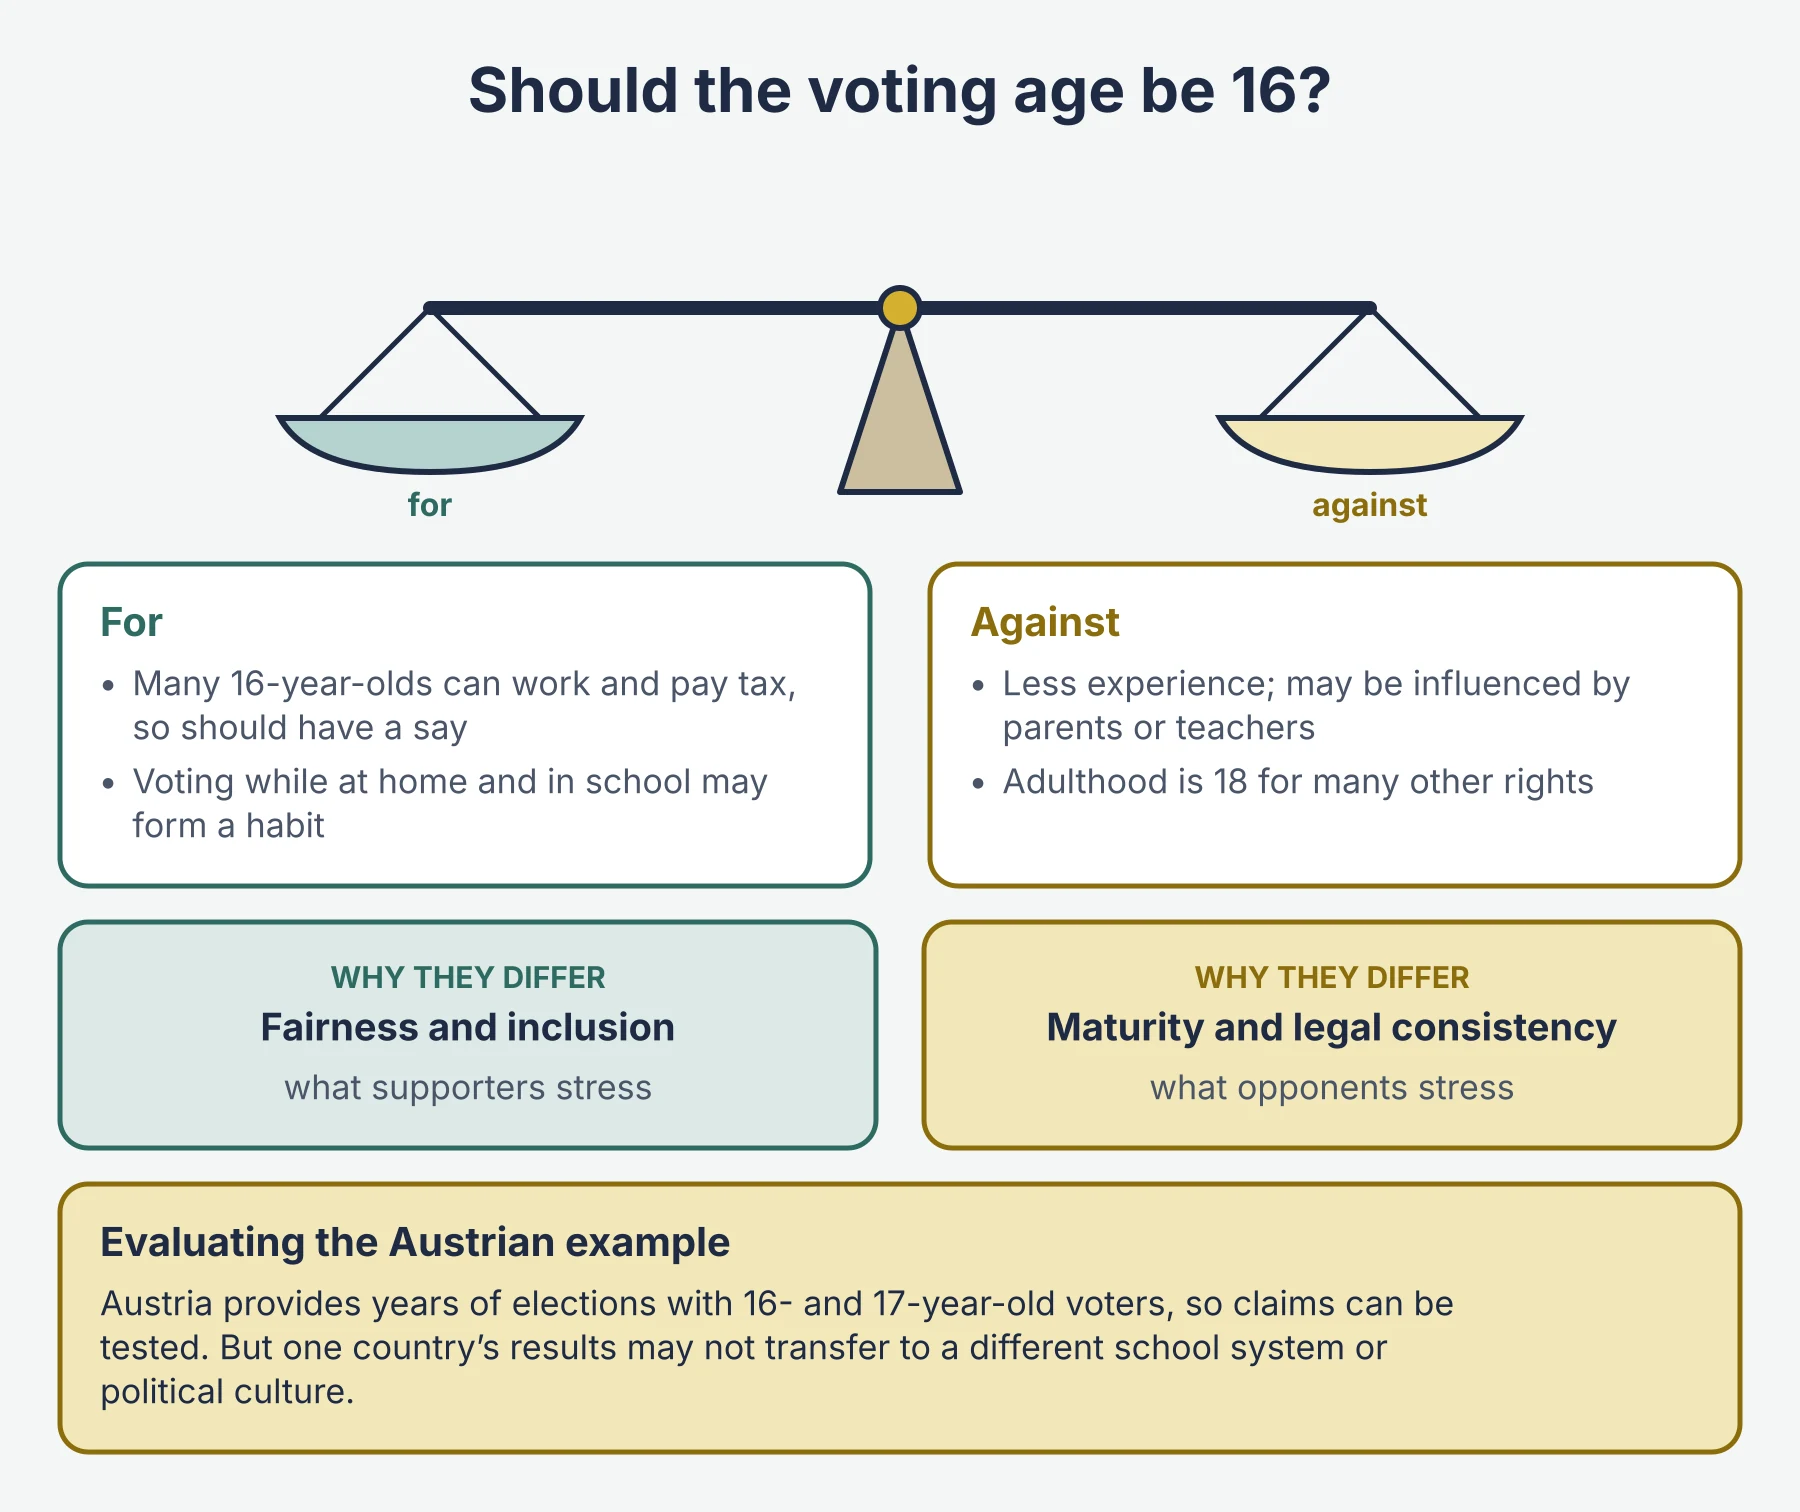 Should the voting age be 16?
for
against
For
• Many 16-year-olds can work and pay tax,
so should have a say
• Voting while at home and in school may
form a habit
Against
• Less experience; may be influenced by
parents or teachers
• Adulthood is 18 for many other rights
WHY THEY DIFFER
Fairness and inclusion
what supporters stress
WHY THEY DIFFER
Maturity and legal consistency
what opponents stress
Evaluating the Austrian example
Austria provides years of elections with 16- and 17-year-old voters, so claims can be
tested. But one country’s results may not transfer to a different school system or
political culture.